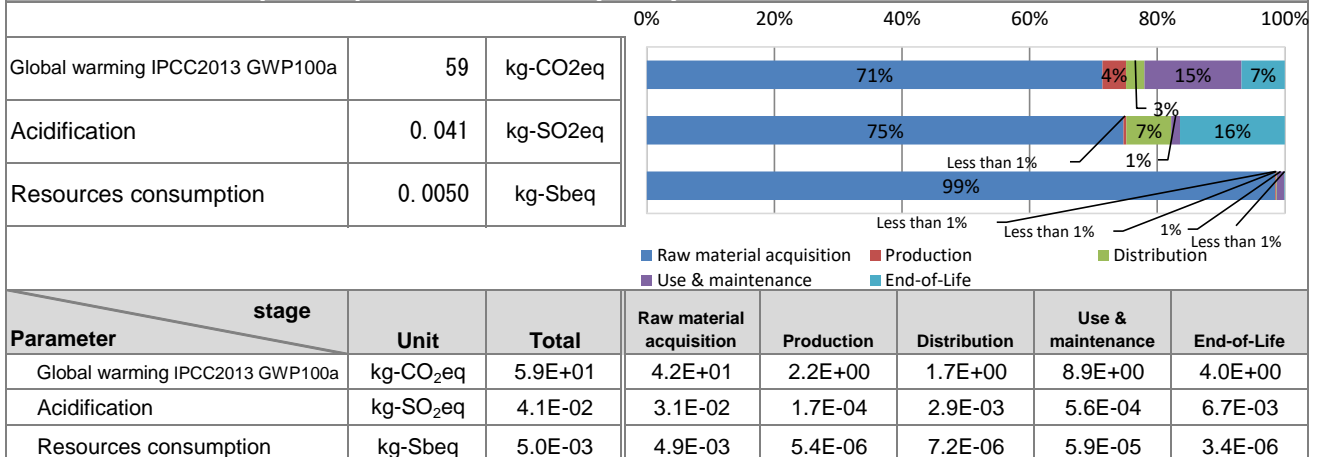 0% 20% 40% 60% 80% 100%
Global warming IPCC2013 GWP100a 59 kg-CO2eq
71% 4% 15% 7%
3%
Acidification 0.041 kg-SO2eq
75% 7% 16%
Less than 1% 1%
Resources consumption 0.0050 kg-Sbeq
99%
Less than 1% Less than 1% 1% Less than 1%
Raw material acquisition Production Distribution
Use & maintenance End-of-Life
stage
Parameter Unit Total Raw material acquisition Production Distribution Use & maintenance End-of-Life
Global warming IPCC2013 GWP100a kg-CO₂eq 5.9E+01 4.2E+01 2.2E+00 1.7E+00 8.9E+00 4.0E+00
Acidification kg-SO₂eq 4.1E-02 3.1E-02 1.7E-04 2.9E-03 5.6E-04 6.7E-03
Resources consumption kg-Sbeq 5.0E-03 4.9E-03 5.4E-06 7.2E-06 5.9E-05 3.4E-06